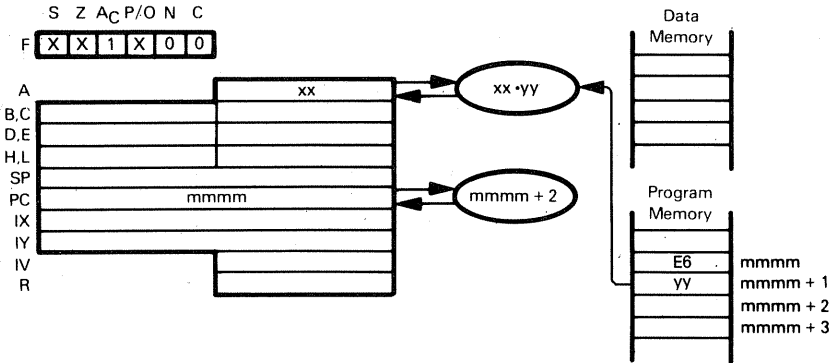 S Z AC P/O N C
F X X 1 X 0 0
Data
Memory
A xx
xx •yy
B,C
D,E
H,L
SP
PC mmmm
mmmm + 2
IX
IY
IV
R
Program
Memory
E6 mmmm
yy mmmm + 1
mmmm + 2
mmmm + 3